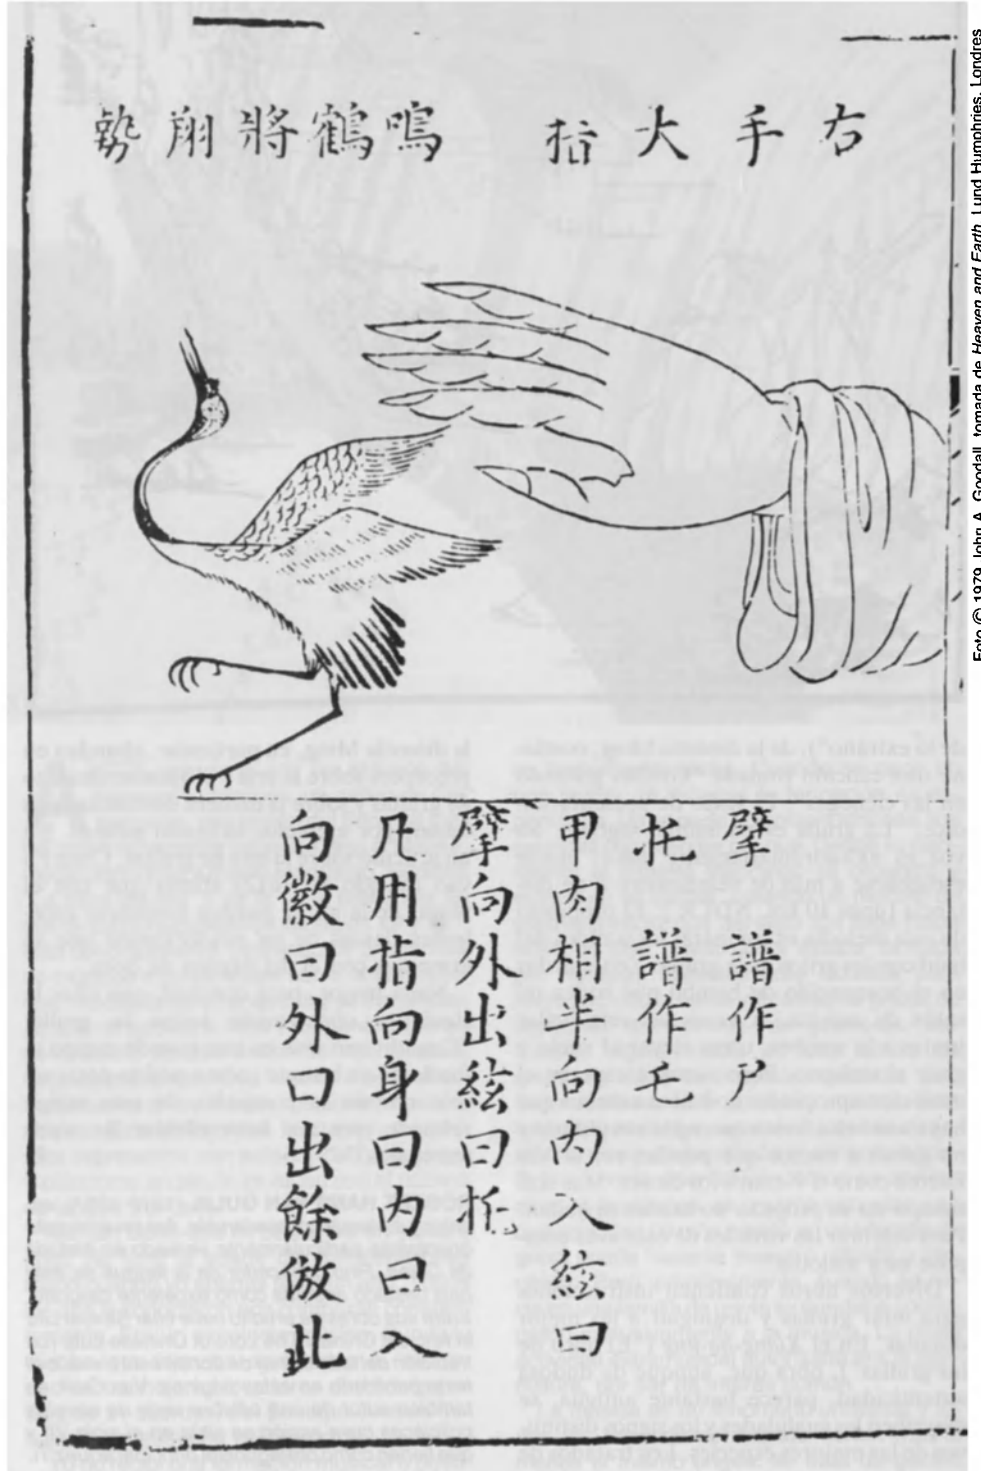 右手大指
鳴鶴將翔勢
擘 譜作尸
托 譜作乇
甲肉相半向内入絃曰
擘向外出絃曰托。
凡用指向身曰内曰入
向徽曰外曰出餘倣此
Foto © 1979 John A. Goodall, tomada de Heaven and Earth, Lund Humphries, Londres